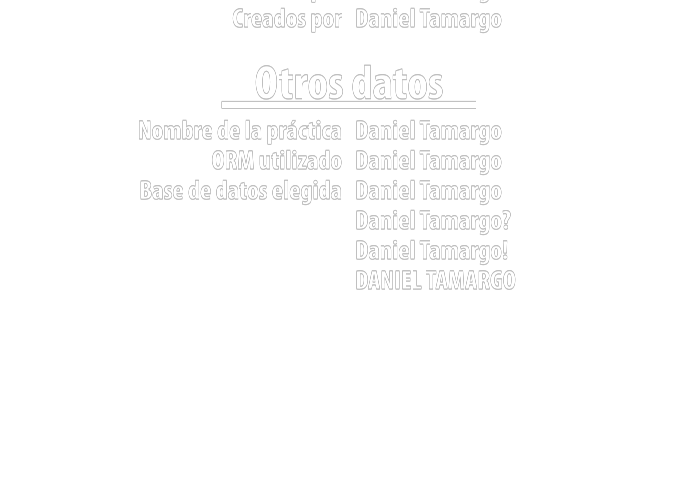 Creados por Daniel Tamargo
Otros datos
Nombre de la práctica Daniel Tamargo
ORM utilizado Daniel Tamargo
Base de datos elegida Daniel Tamargo
Daniel Tamargo?
Daniel Tamargo!
DANIEL TAMARGO